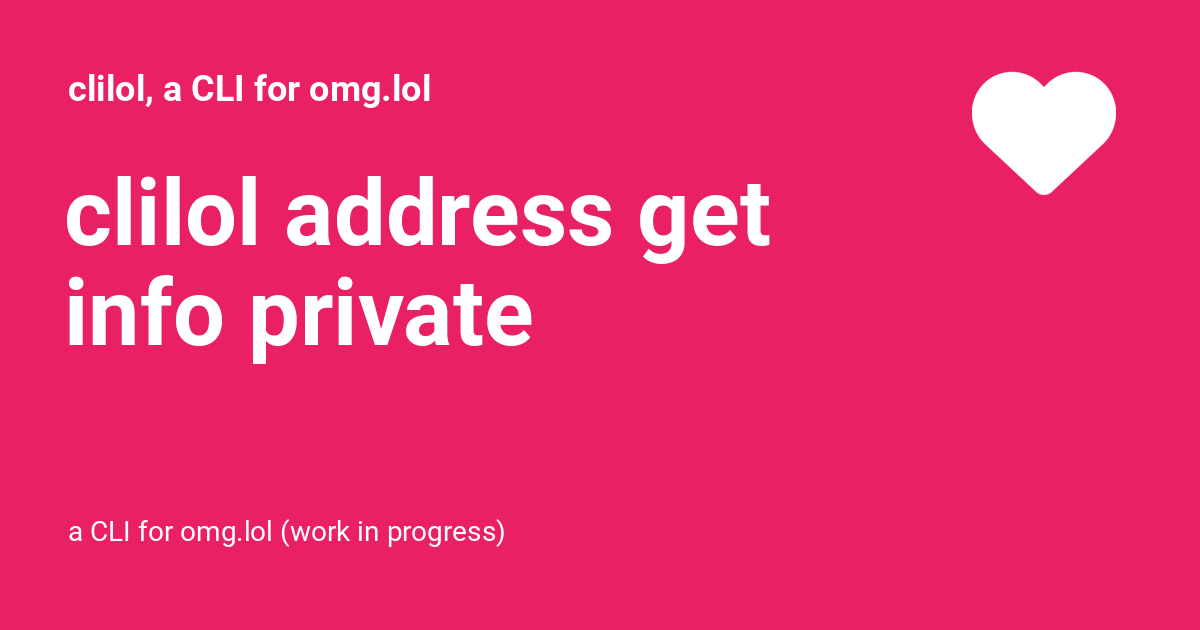 clilol, a CLI for omg.lol
clilol address get
info private
a CLI for omg.lol (work in progress)